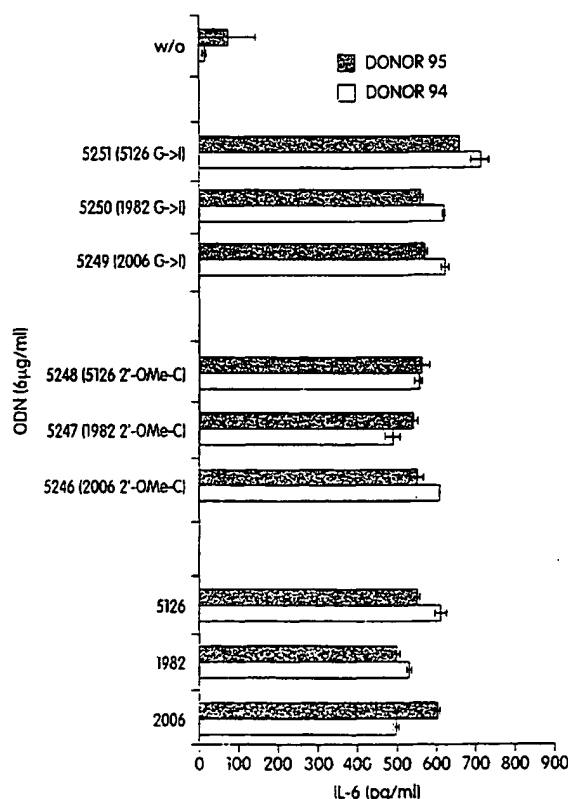 w/o
DONOR 95
DONOR 94
5251 (5126 G->I)
5250 (1982 G->I)
5249 (2006 G->I)
5248 (5126 2'-OMe-C)
5247 (1982 2'-OMe-C)
5246 (2006 2'-OMe-C)
5126
1982
2006
ODN (6µg/ml)
0 100 200 300 400 500 600 700 800 900
IL-6 (pg/ml)